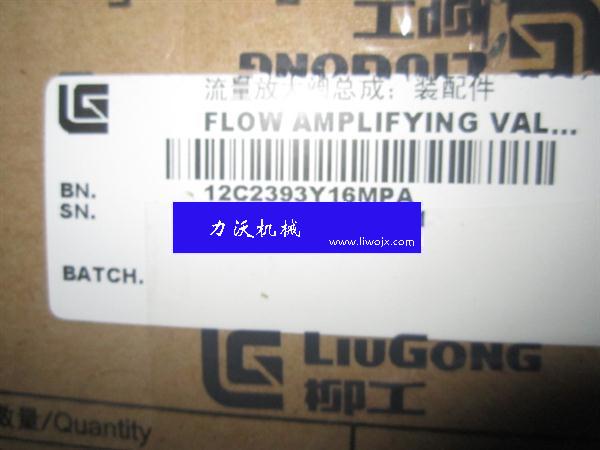 LIUGONG
流量放大阀总成：装配件
FLOW AMPLIFYING VAL...
BN. 12C2393Y16MPA
SN.
力沃机械
www.liwojx.com
BATCH.
LIUGONG
柳工
数量/Quantity